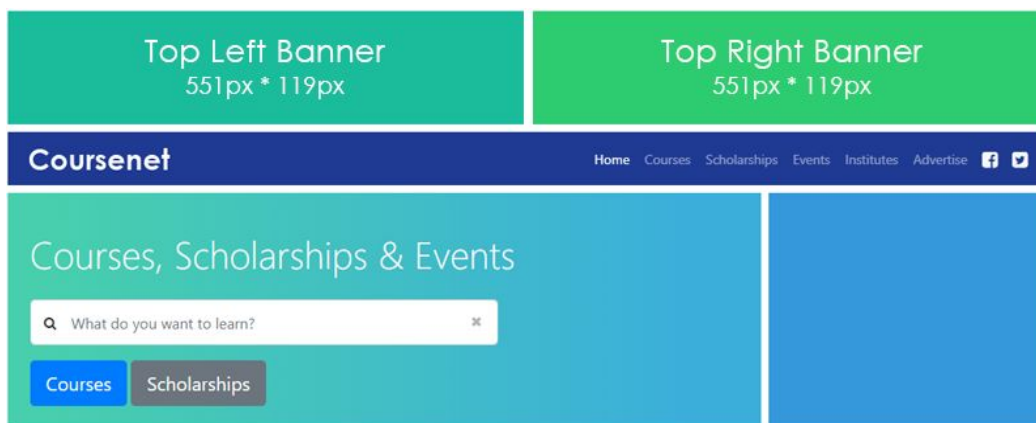 Top Left Banner
551px * 119px
Top Right Banner
551px * 119px
Coursenet
Home Courses Scholarships Events Institutes Advertise
Courses, Scholarships & Events
What do you want to learn?
Courses Scholarships